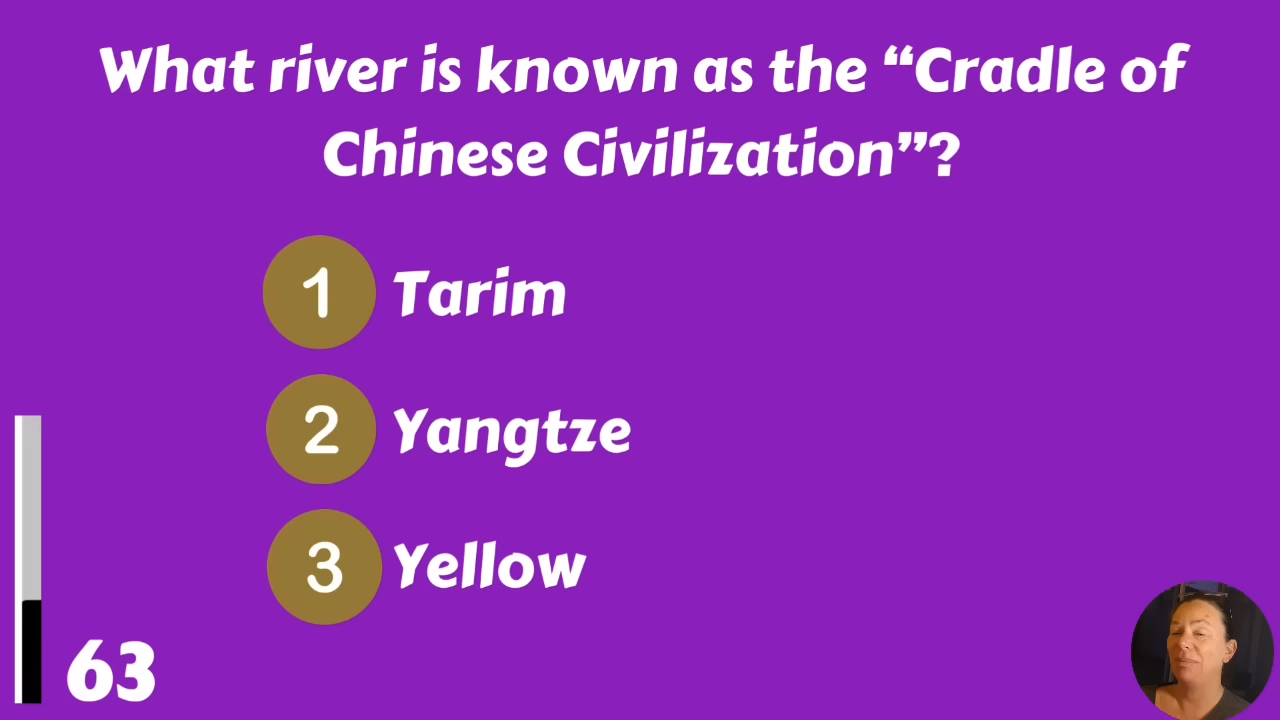 What river is known as the “Cradle of
Chinese Civilization”?
1 Tarim
2 Yangtze
3 Yellow
63